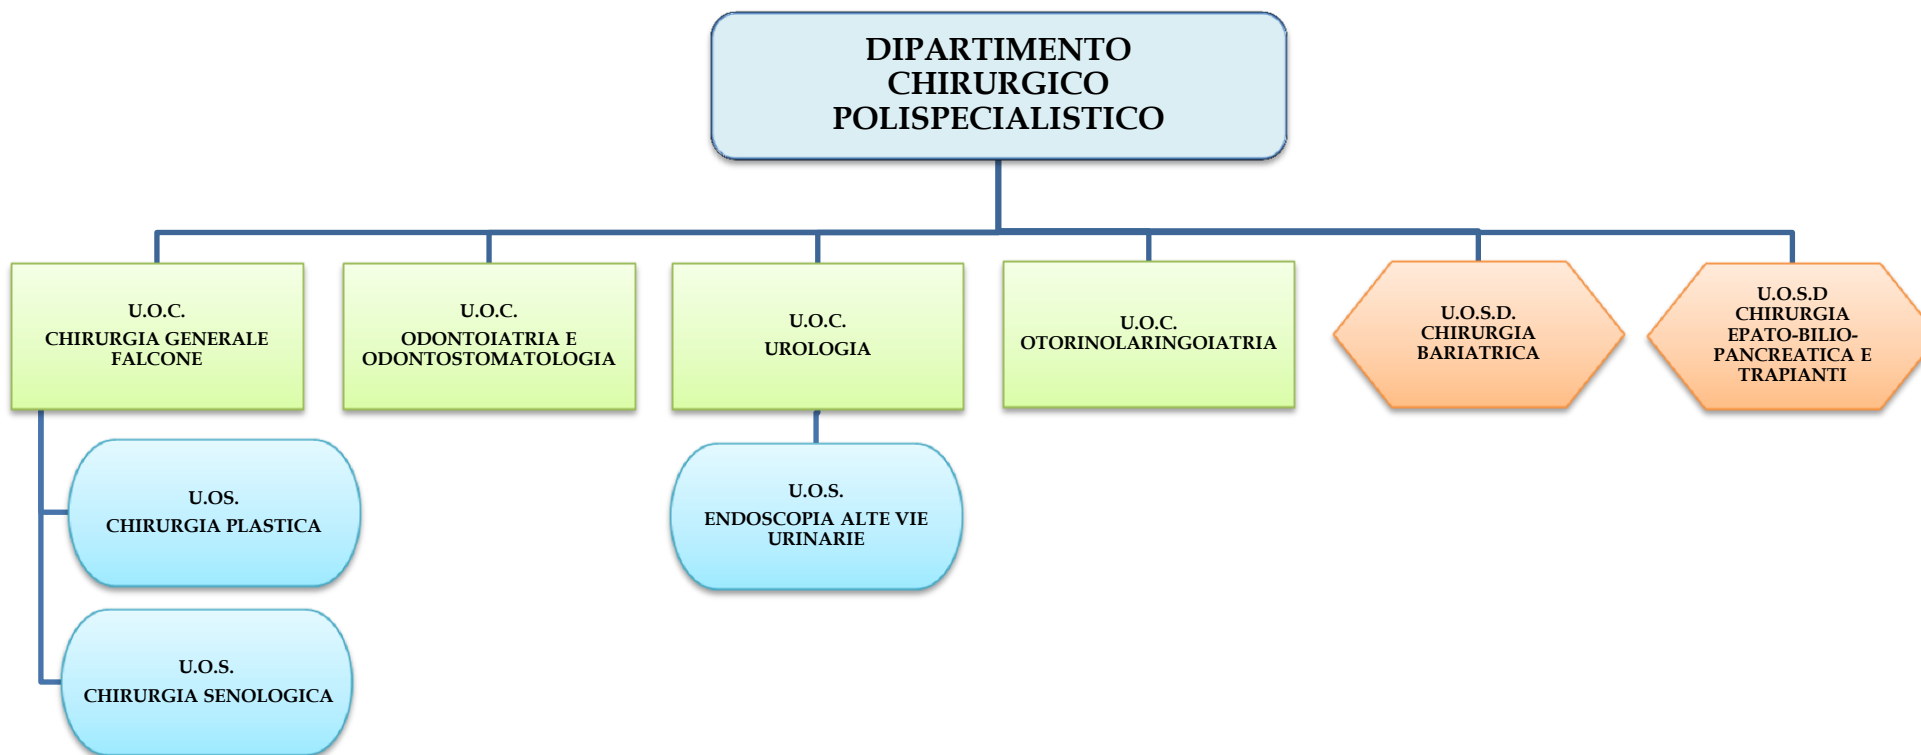 DIPARTIMENTO
CHIRURGICO
POLISPECIALISTICO
U.O.C.
CHIRURGIA GENERALE
FALCONE
U.O.C.
ODONTOIATRIA E
ODONTOSTOMATOLOGIA
U.O.C.
UROLOGIA
U.O.C.
OTORINOLARINGOIATRIA
U.O.S.D.
CHIRURGIA
BARIATRICA
U.O.S.D
CHIRURGIA
EPATO-BILIO-
PANCREATICA E
TRAPIANTI
U.OS.
CHIRURGIA PLASTICA
U.O.S.
ENDOSCOPIA ALTE VIE
URINARIE
U.O.S.
CHIRURGIA SENOLOGICA